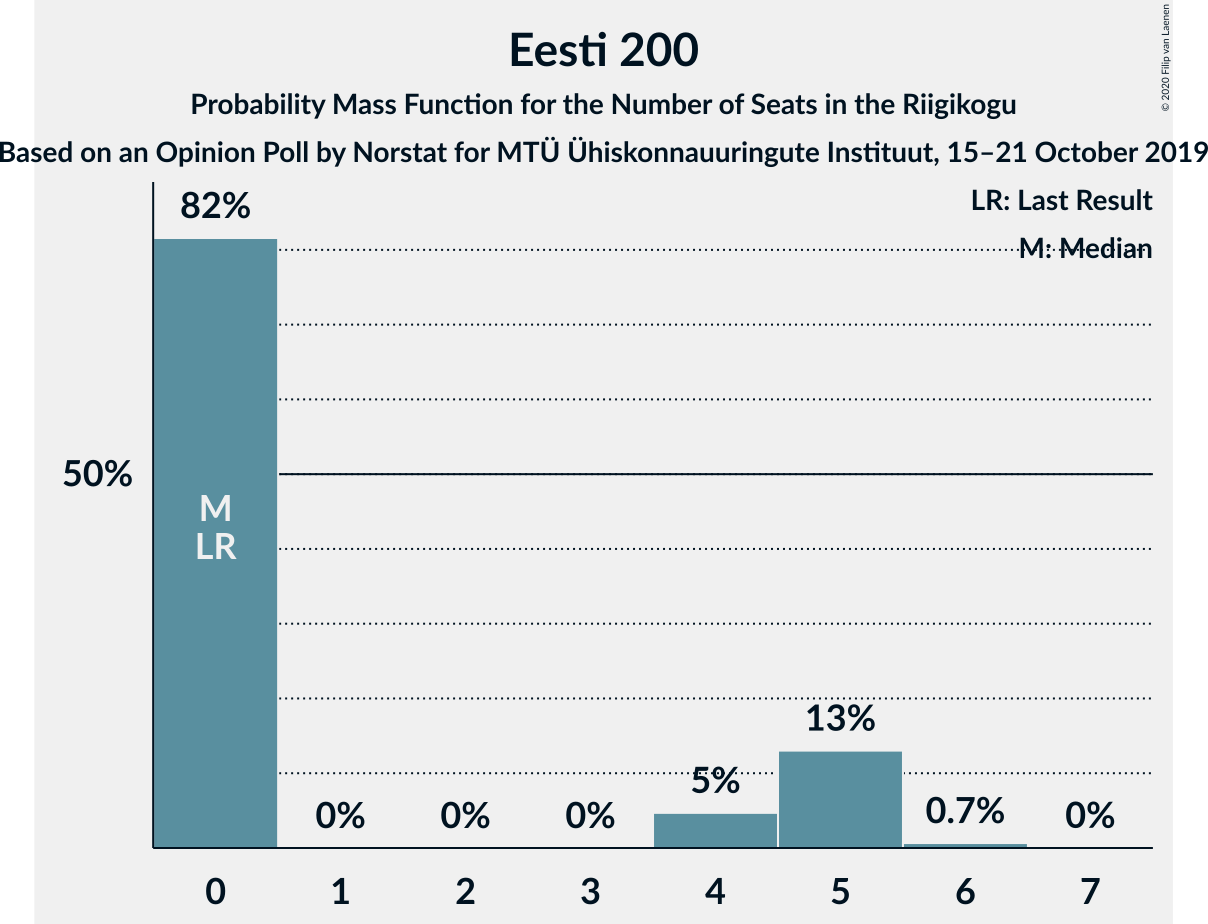 Eesti 200
Probability Mass Function for the Number of Seats in the Riigikogu
Based on an Opinion Poll by Norstat for MTÜ Ühiskonnauuringute Instituut, 15–21 October 2019
© 2020 Filip van Laenen
LR: Last Result
M: Median
82%
50%
M
LR
13%
5%
0%
0%
0%
0.7%
0%
0 1 2 3 4 5 6 7